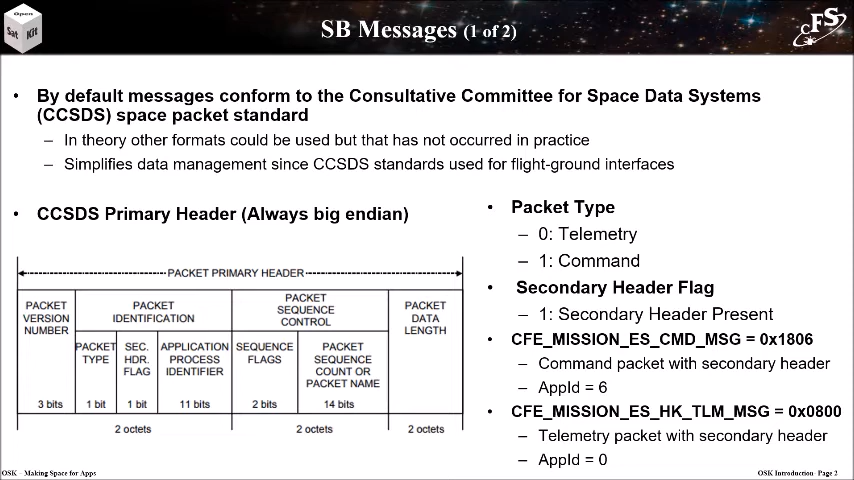 Open
Sat
Kit
SB Messages (1 of 2)
cFS
• By default messages conform to the Consultative Committee for Space Data Systems
(CCSDS) space packet standard
– In theory other formats could be used but that has not occurred in practice
– Simplifies data management since CCSDS standards used for flight-ground interfaces
• CCSDS Primary Header (Always big endian)
PACKET PRIMARY HEADER
PACKET
VERSION
NUMBER
3 bits
PACKET
IDENTIFICATION
PACKET
TYPE
1 bit
SEC.
HDR.
FLAG
1 bit
APPLICATION
PROCESS
IDENTIFIER
11 bits
PACKET
SEQUENCE
CONTROL
SEQUENCE
FLAGS
2 bits
PACKET
SEQUENCE
COUNT OR
PACKET NAME
14 bits
PACKET
DATA
LENGTH
2 octets
2 octets
2 octets
• Packet Type
– 0: Telemetry
– 1: Command
• Secondary Header Flag
– 1: Secondary Header Present
• CFE_MISSION_ES_CMD_MSG = 0x1806
– Command packet with secondary header
– AppId = 6
• CFE_MISSION_ES_HK_TLM_MSG = 0x0800
– Telemetry packet with secondary header
– AppId = 0
OSK – Making Space for Apps
OSK Introduction- Page 2